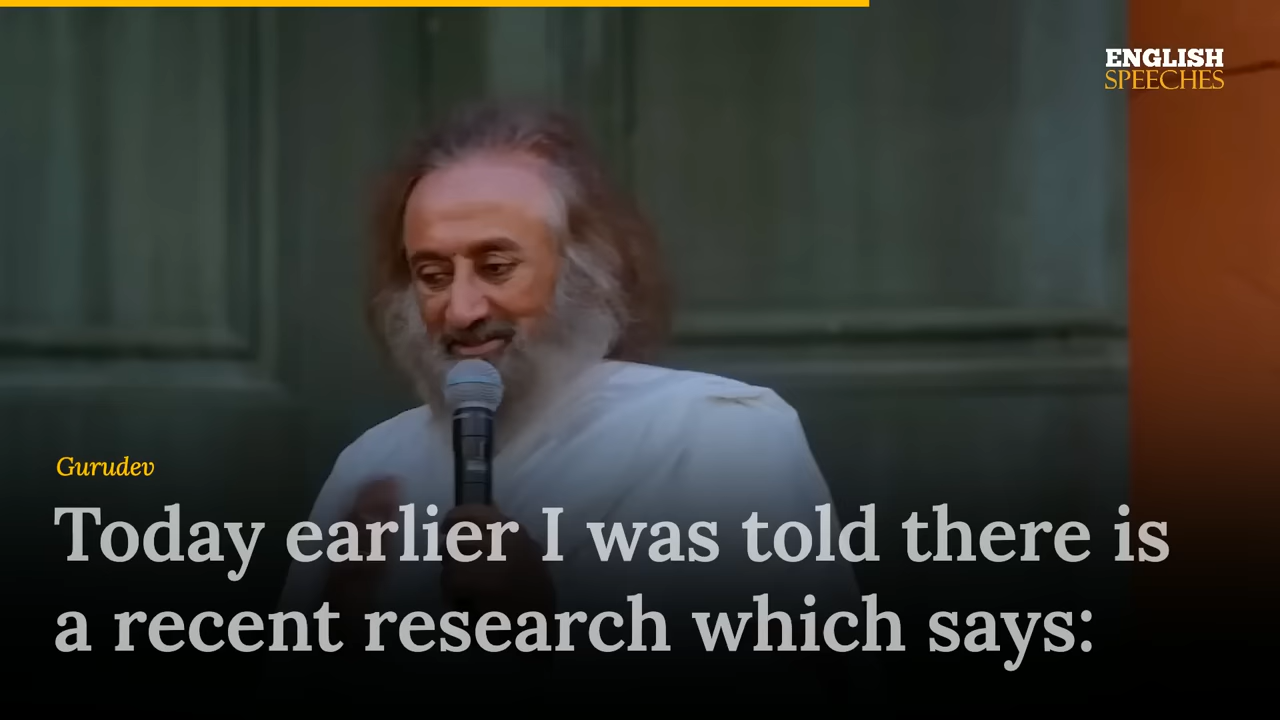 ENGLISH
SPEECHES
Gurudev
Today earlier I was told there is
a recent research which says: